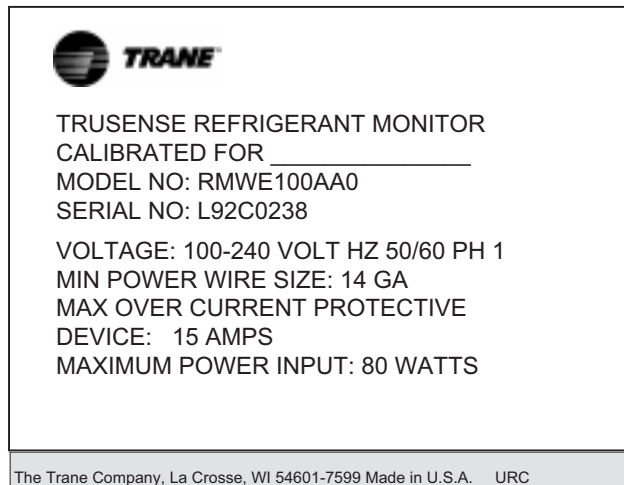 TRANE
TRUSENSE REFRIGERANT MONITOR
CALIBRATED FOR _______________
MODEL NO: RMWE100AA0
SERIAL NO: L92C0238
VOLTAGE: 100-240 VOLT HZ 50/60 PH 1
MIN POWER WIRE SIZE: 14 GA
MAX OVER CURRENT PROTECTIVE
DEVICE: 15 AMPS
MAXIMUM POWER INPUT: 80 WATTS
The Trane Company, La Crosse, WI 54601-7599 Made in U.S.A. URC